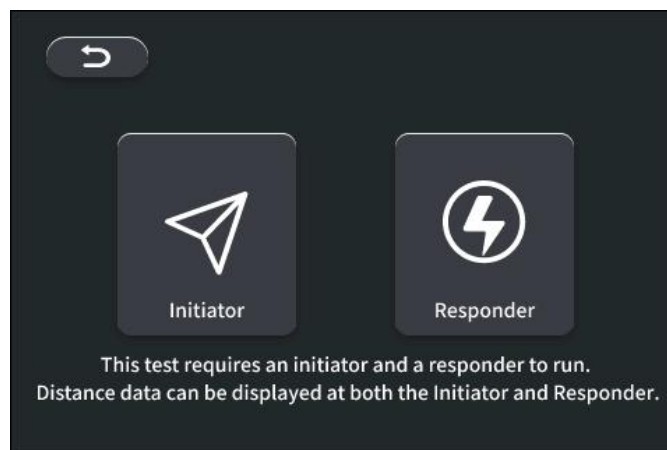 Initiator
Responder
This test requires an initiator and a responder to run.
Distance data can be displayed at both the Initiator and Responder.